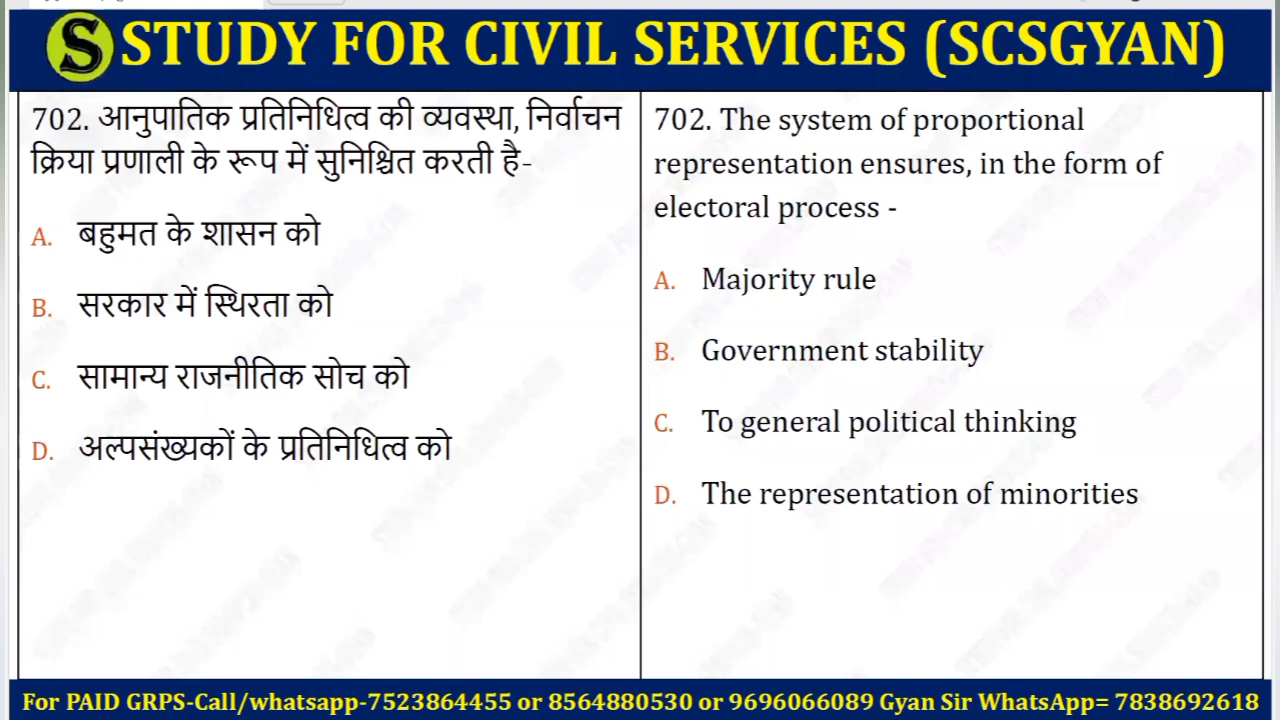 S STUDY FOR CIVIL SERVICES (SCSGYAN)
702. आनुपातिक प्रतिनिधित्व की व्यवस्था, निर्वाचन
क्रिया प्रणाली के रूप में सुनिश्चित करती है-
A. बहुमत के शासन को
B. सरकार में स्थिरता को
C. सामान्य राजनीतिक सोच को
D. अल्पसंख्यकों के प्रतिनिधित्व को
702. The system of proportional
representation ensures, in the form of
electoral process -
A. Majority rule
B. Government stability
C. To general political thinking
D. The representation of minorities
For PAID GRPS-Call/whatsapp-7523864455 or 8564880530 or 9696066089 Gyan Sir WhatsApp= 7838692618